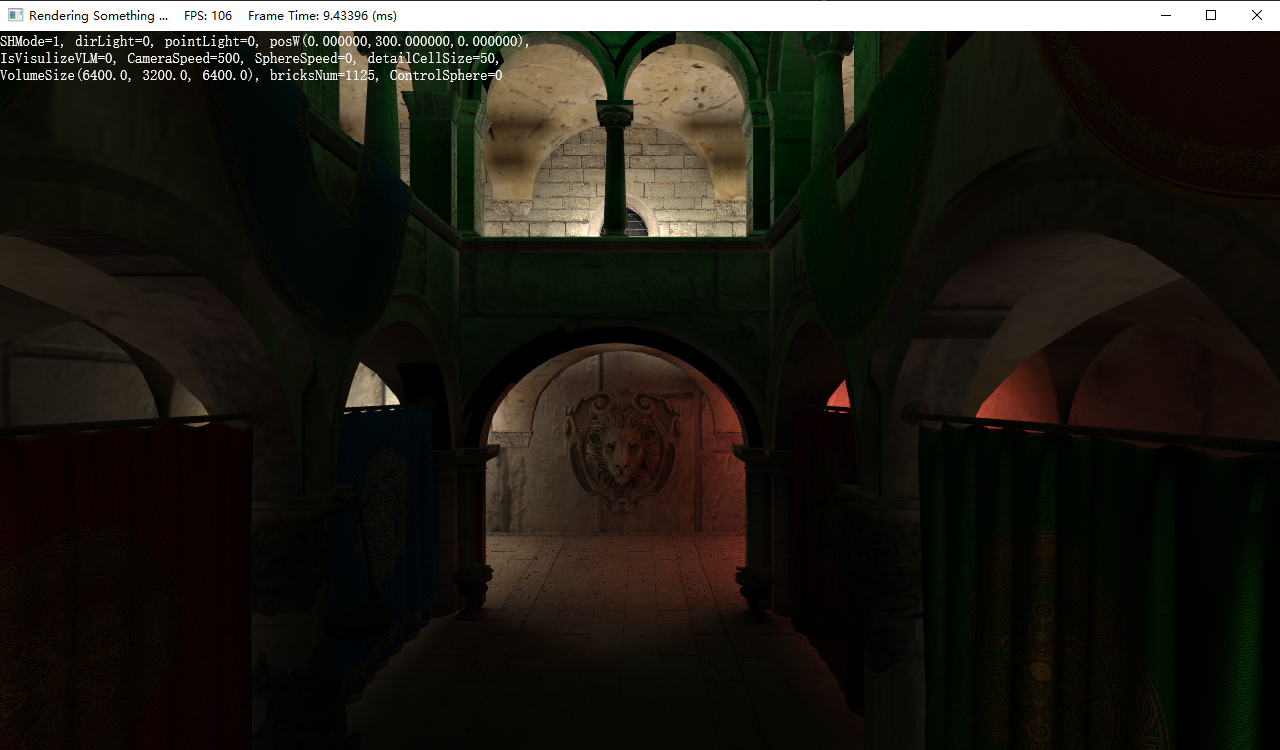 Rendering Something ... FPS: 106 Frame Time: 9.43396 (ms)
SHMode=1, dirLight=0, pointLight=0, posW(0.000000,300.000000,0.000000),
IsVisulizeVLM=0, CameraSpeed=500, SphereSpeed=0, detailCellSize=50,
VolumeSize(6400.0, 3200.0, 6400.0), bricksNum=1125, ControlSphere=0